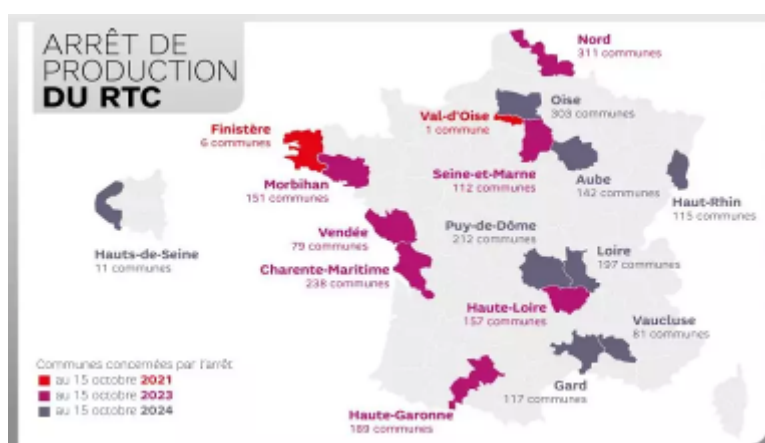 ARRÊT DE
PRODUCTION
DU RTC
Nord
311 communes
Oise
303 communes
Val-d'Oise
1 commune
Finistère
6 communes
Seine-et-Marne
112 communes
Aube
142 communes
Morbihan
151 communes
Haut-Rhin
115 communes
Vendée
79 communes
Puy-de-Dôme
212 communes
Hauts-de-Seine
11 communes
Loire
197 communes
Charente-Maritime
238 communes
Haute-Loire
157 communes
Vaucluse
81 communes
Communes concernées par l'arrêt
au 15 octobre 2021
au 15 octobre 2023
au 15 octobre 2024
Gard
117 communes
Haute-Garonne
189 communes